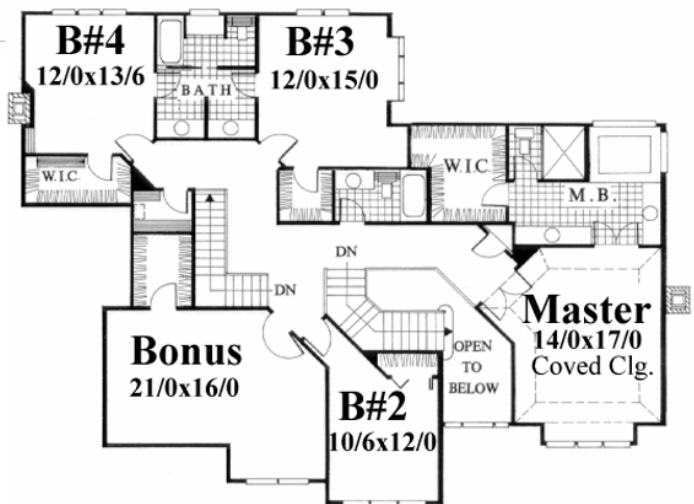 B#4
12/0x13/6
BATH
B#3
12/0x15/0
W.I.C.
W.I.C.
M.B.
DN
DN
Master
14/0x17/0
Coved Clg.
Bonus
21/0x16/0
OPEN
TO
BELOW
B#2
10/6x12/0